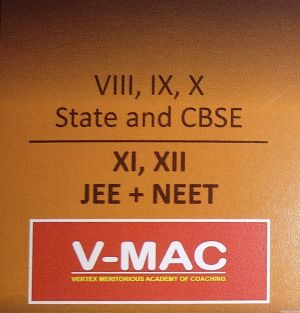 VIII, IX, X
State and CBSE
XI, XII
JEE + NEET
V-MAC
VERTEX MERITORIOUS ACADEMY OF COACHING